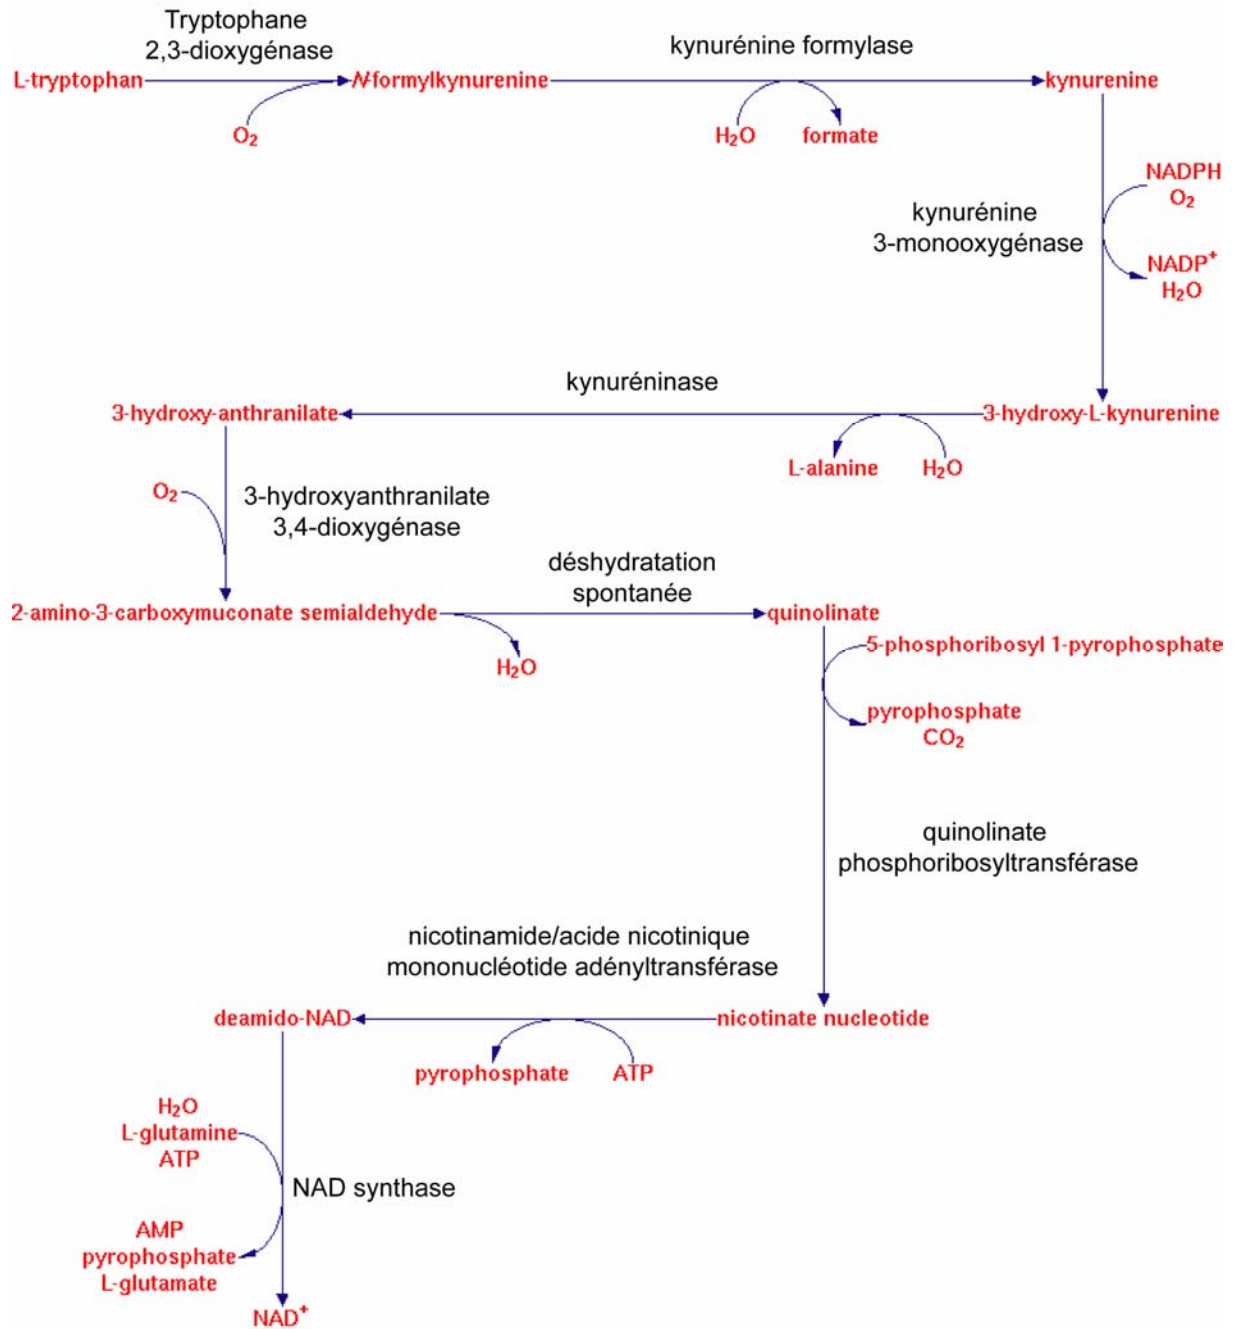 Tryptophane
2,3-dioxygénase
kynurénine formylase
L-tryptophan
N-formylkynurenine
kynurenine
O₂
H₂O
formate
NADPH
O₂
kynurénine
3-monooxygénase
NADP⁺
H₂O
kynuréninase
3-hydroxy-anthranilate
3-hydroxy-L-kynurenine
L-alanine
H₂O
O₂
3-hydroxyanthranilate
3,4-dioxygénase
déshydratation
spontanée
2-amino-3-carboxymuconate semialdehyde
quinolinate
H₂O
5-phosphoribosyl 1-pyrophosphate
pyrophosphate
CO₂
quinolinate
phosphoribosyltransférase
nicotinamide/acide nicotinique
mononucléotide adényltransférase
deamido-NAD
nicotinate nucleotide
pyrophosphate
ATP
H₂O
L-glutamine
ATP
NAD synthase
AMP
pyrophosphate
L-glutamate
NAD⁺